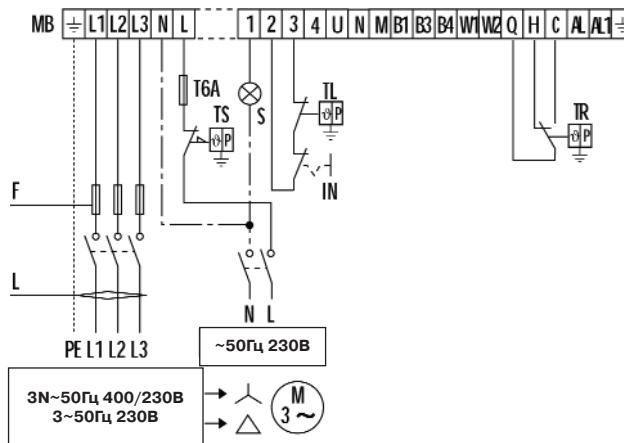 MB L1 L2 L3 N L 1 2 3 4 U N M B1 B3 B4 W1 W2 Q H C AL AL1
T6A
TS
ϑ P
S
TL
ϑ P
IN
TR
ϑ P
F
L
PE L1 L2 L3
N L
~50Гц 230В
3N~50Гц 400/230В
3~50Гц 230В
M
3 ~